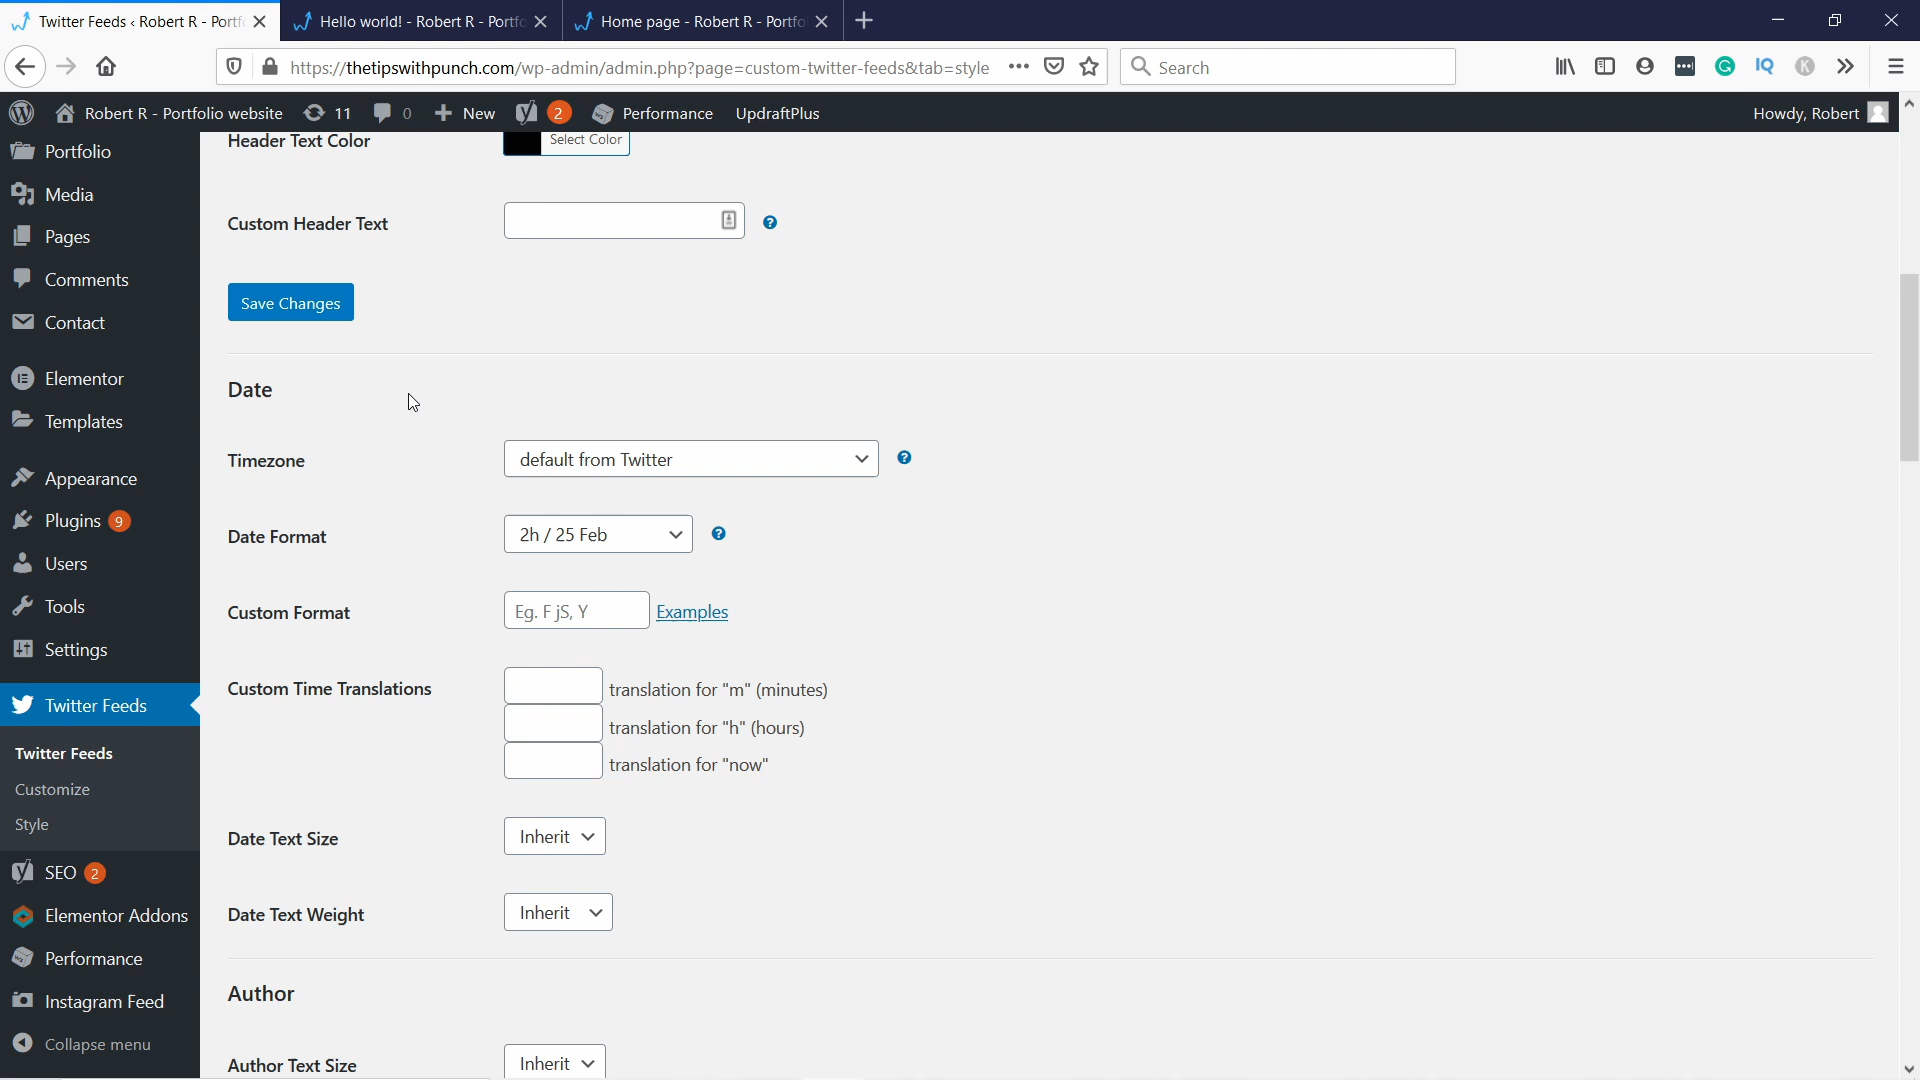 Twitter Feeds ‹ Robert R - Portf
Hello world! - Robert R - Portfo
Home page - Robert R - Portfo
https://thetipswithpunch.com/wp-admin/admin.php?page=custom-twitter-feeds&tab=style
Search
Robert R - Portfolio website
11
0
New
2
Performance
UpdraftPlus
Howdy, Robert
Portfolio
Media
Pages
Comments
Contact
Elementor
Templates
Appearance
Plugins 9
Users
Tools
Settings
Twitter Feeds
Twitter Feeds
Customize
Style
SEO 2
Elementor Addons
Performance
Instagram Feed
Collapse menu
Header Text Color
Select Color
Custom Header Text
Save Changes
Date
Timezone
default from Twitter
Date Format
2h / 25 Feb
Custom Format
Eg. F jS, Y
Examples
Custom Time Translations
translation for "m" (minutes)
translation for "h" (hours)
translation for "now"
Date Text Size
Inherit
Date Text Weight
Inherit
Author
Author Text Size
Inherit